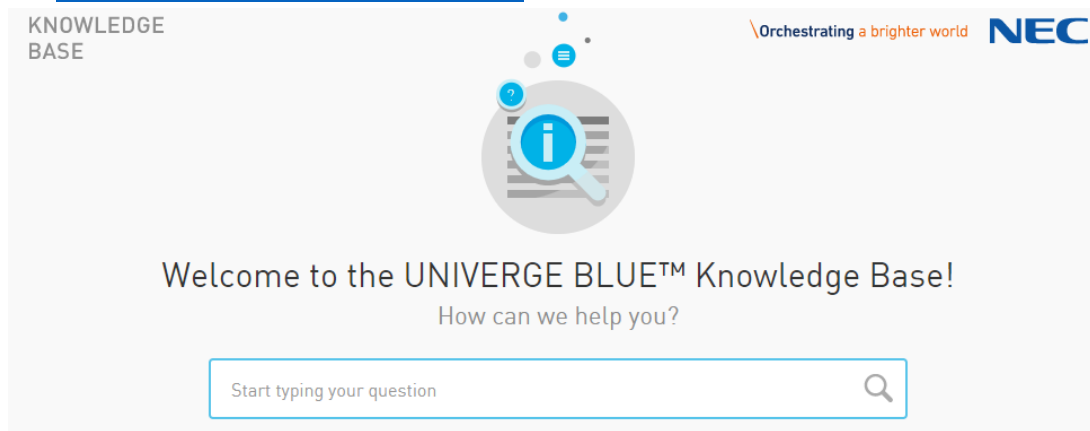 KNOWLEDGE
BASE
\Orchestrating a brighter world NEC
?
i
Welcome to the UNIVERGE BLUE™ Knowledge Base!
How can we help you?
Start typing your question